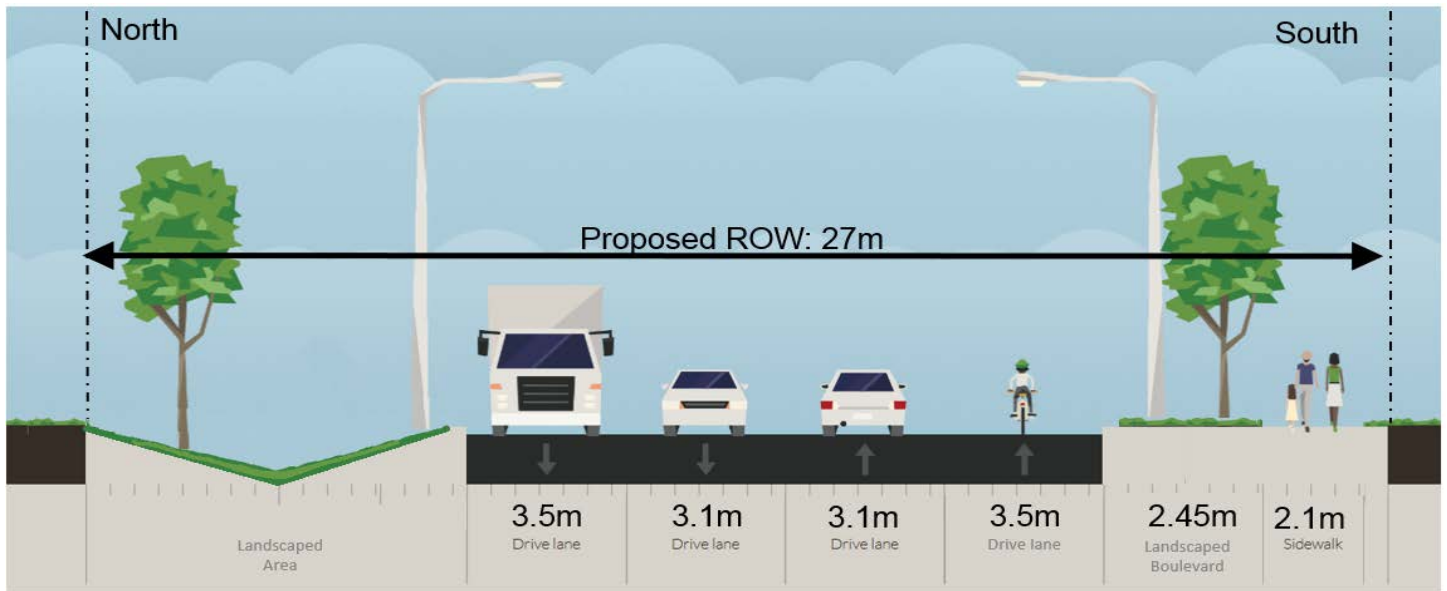 North
South
Proposed ROW: 27m
Landscaped
Area
3.5m
Drive lane
3.1m
Drive lane
3.1m
Drive lane
3.5m
Drive lane
2.45m
Landscaped
Boulevard
2.1m
Sidewalk